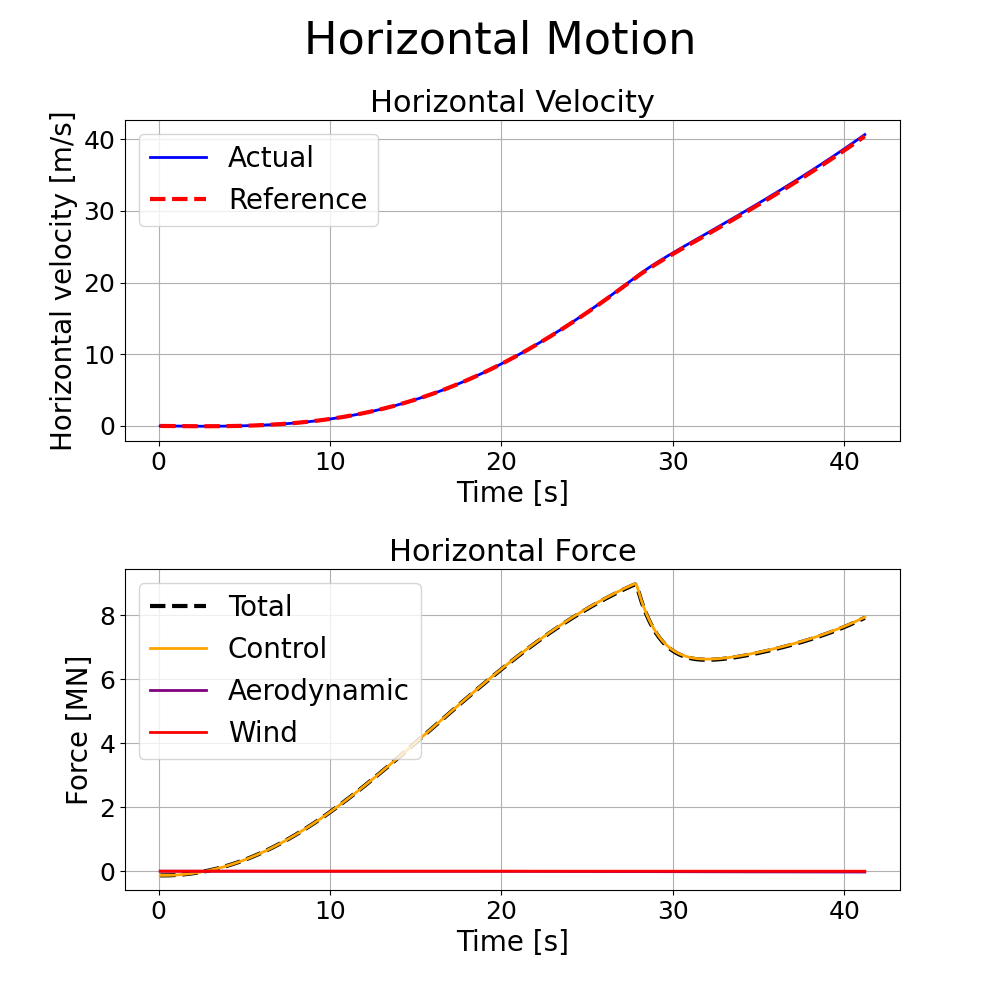 Horizontal Motion
Horizontal Velocity
Horizontal velocity [m/s]
40
30
20
10
0
Actual
Reference
0 10 20 30 40
Time [s]
Horizontal Force
Force [MN]
8
6
4
2
0
Total
Control
Aerodynamic
Wind
0 10 20 30 40
Time [s]